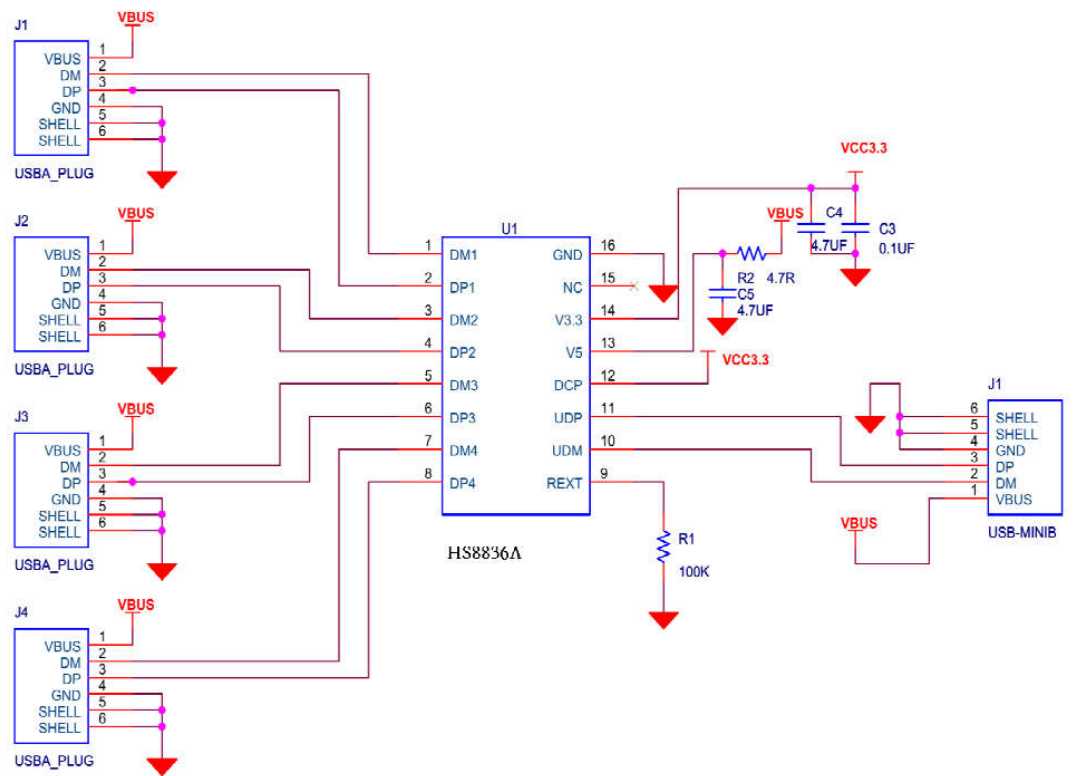 J1
VBUS
VBUS 1
DM 2
DP 3
GND 4
SHELL 5
SHELL 6
USBA_PLUG
J2
VBUS
VBUS 1
DM 2
DP 3
GND 4
SHELL 5
SHELL 6
USBA_PLUG
J3
VBUS
VBUS 1
DM 2
DP 3
GND 4
SHELL 5
SHELL 6
USBA_PLUG
J4
VBUS
VBUS 1
DM 2
DP 3
GND 4
SHELL 5
SHELL 6
USBA_PLUG
U1
1 DM1 GND 16
2 DP1 NC 15
3 DM2 V3.3 14
4 DP2 V5 13
5 DM3 DCP 12
6 DP3 UDP 11
7 DM4 UDM 10
8 DP4 REXT 9
HS8836A
VCC3.3
VBUS
C4
4.7UF
C3
0.1UF
R2 4.7R
C5
4.7UF
VCC3.3
R1
100K
J1
6 SHELL
5 SHELL
4 GND
3 DP
2 DM
1 VBUS
USB-MINIB
VBUS